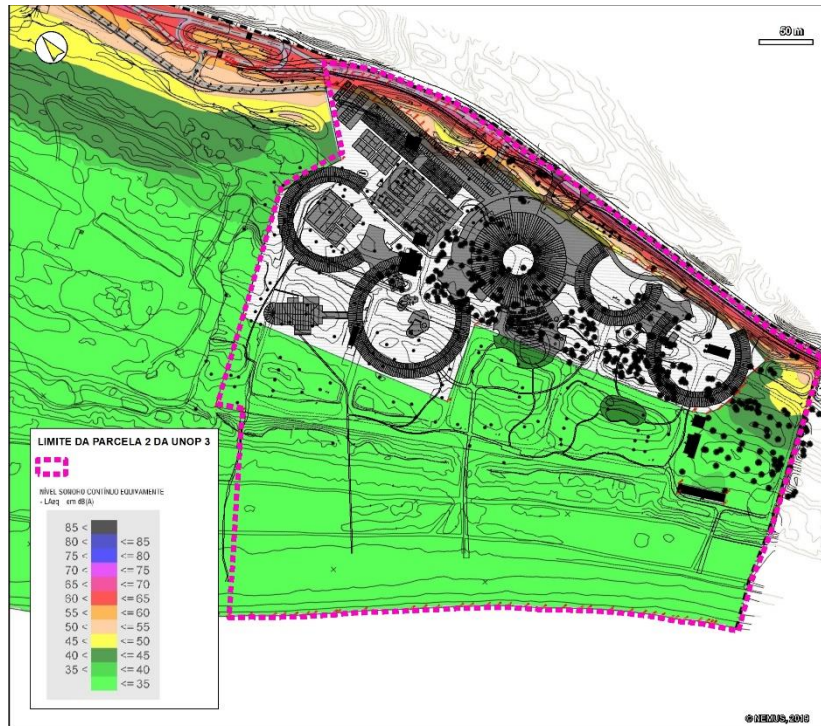 50 m
LIMITE DA PARCELA 2 DA UNOP 3
NÍVEL SONORO CONTÍNUO EQUIVAMENTE
- LAeq em dB(A)
85 <
80 < <= 85
75 < <= 80
70 < <= 75
65 < <= 70
60 < <= 65
55 < <= 60
50 < <= 55
45 < <= 50
40 < <= 45
35 < <= 40
<= 35
© NEMUS, 2019